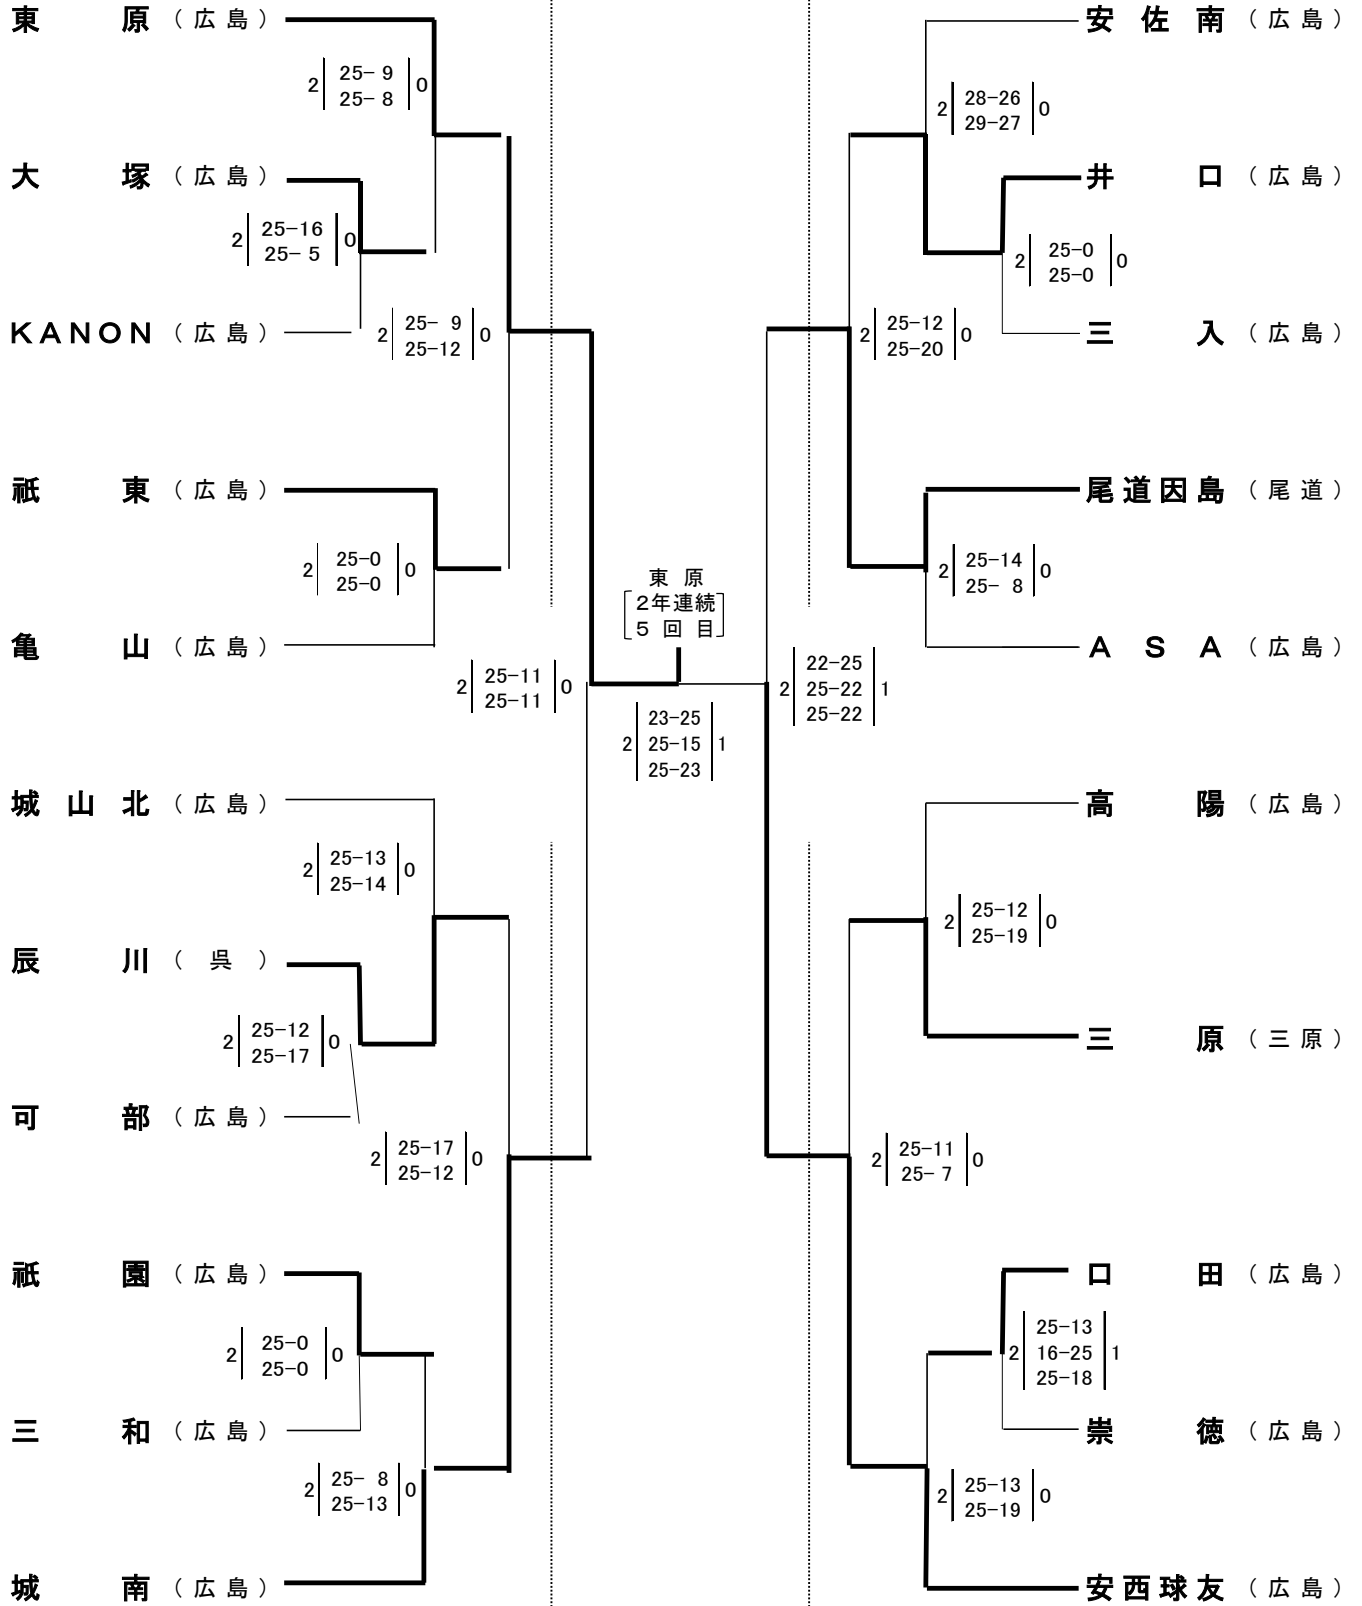 東原（広島）
2 25- 9 0
25- 8
大塚（広島）
2 25-16 0
25- 5
KANON（広島）
2 25- 9 0
25-12
祇東（広島）
2 25-0 0
25-0
亀山（広島）
2 25-11 0
25-11
城山北（広島）
2 25-13 0
25-14
辰川（呉）
2 25-12 0
25-17
可部（広島）
2 25-17 0
25-12
祇園（広島）
2 25-0 0
25-0
三和（広島）
2 25- 8 0
25-13
城南（広島）
東原
2年連続
5回目
23-25
2 25-15 1
25-23
安佐南（広島）
2 28-26 0
29-27
井口（広島）
2 25-0 0
25-0
三入（広島）
2 25-12 0
25-20
尾道因島（尾道）
2 25-14 0
25- 8
ASA（広島）
22-25
2 25-22 1
25-22
高陽（広島）
2 25-12 0
25-19
三原（三原）
2 25-11 0
25- 7
口田（広島）
25-13
2 16-25 1
25-18
崇徳（広島）
2 25-13 0
25-19
安西球友（広島）